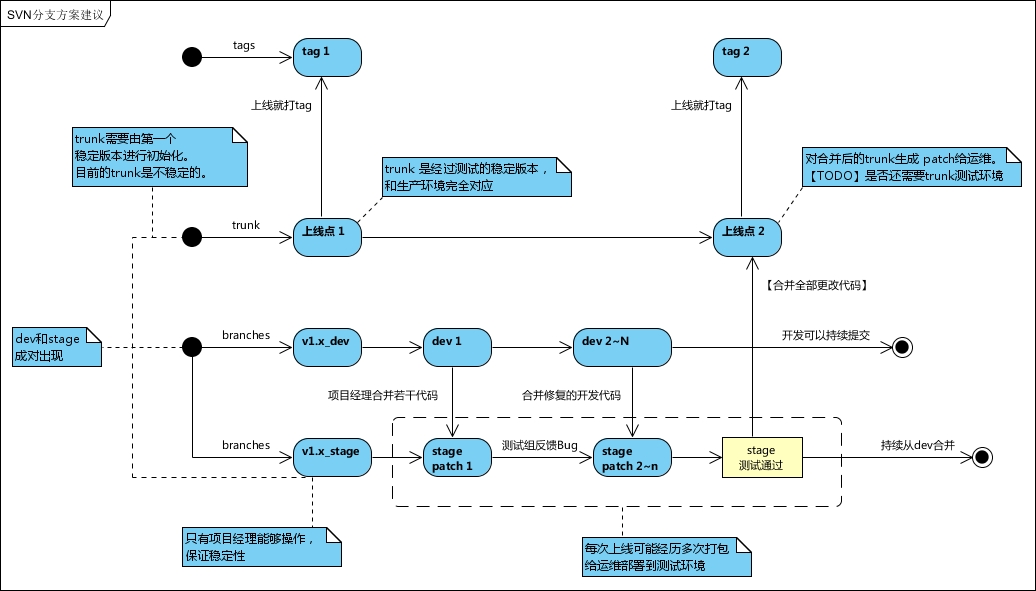 SVN分支方案建议
tags
tag 1
tag 2
上线就打tag
上线就打tag
trunk需要由第一个
稳定版本进行初始化。
目前的trunk是不稳定的。
trunk 是经过测试的稳定版本，
和生产环境完全对应
对合并后的trunk生成 patch给运维。
【TODO】是否还需要trunk测试环境
trunk
上线点 1
上线点 2
【合并全部更改代码】
dev和stage
成对出现
branches
v1.x_dev
dev 1
dev 2~N
开发可以持续提交
项目经理合并若干代码
合并修复的开发代码
branches
v1.x_stage
stage
patch 1
测试组反馈Bug
stage
patch 2~n
stage
测试通过
持续从dev合并
只有项目经理能够操作，
保证稳定性
每次上线可能经历多次打包
给运维部署到测试环境